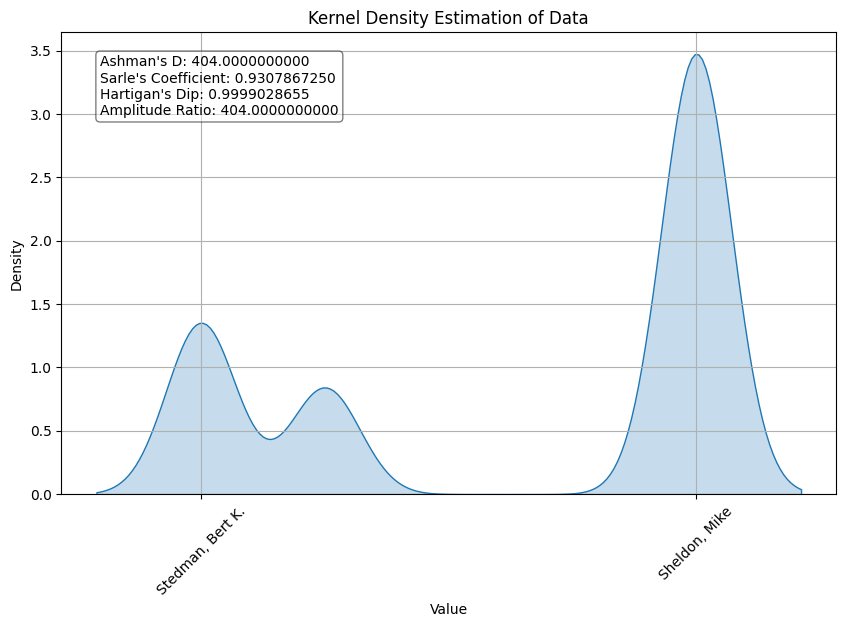 Kernel Density Estimation of Data
Ashman's D: 404.0000000000
Sarle's Coefficient: 0.9307867250
Hartigan's Dip: 0.9999028655
Amplitude Ratio: 404.0000000000
3.5
3.0
2.5
2.0
1.5
1.0
0.5
0.0
Density
Stedman, Bert K.
Sheldon, Mike
Value